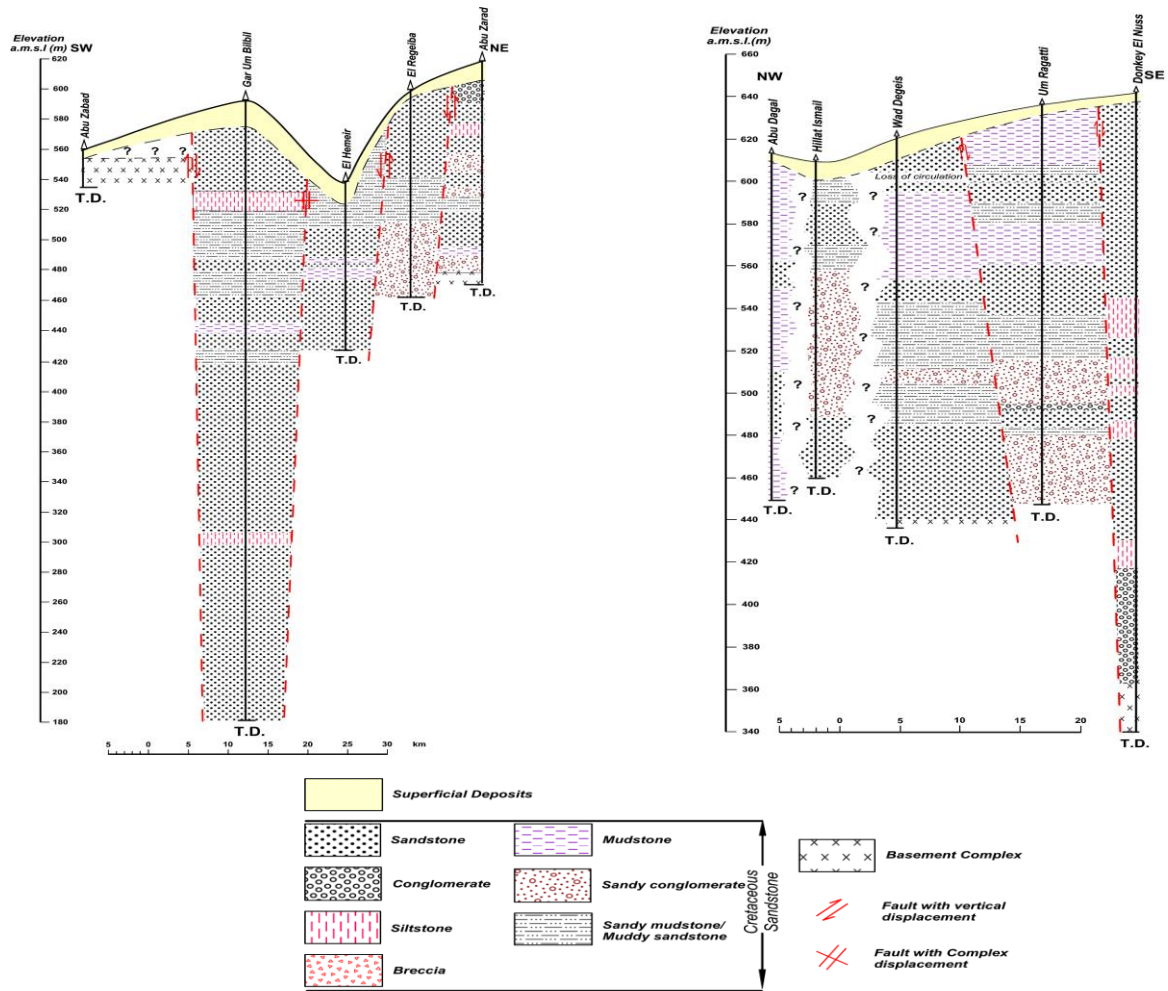 Elevation
a.m.s.l (m) SW
NE
Abu Zabad
Gar Um Bilbil
El Hemeir
El Regeiba
Abu Zarad
620
600
580
560
540
526
500
480
460
440
420
400
380
360
340
320
300
280
260
240
220
200
180
? ? ?
T.D.
T.D.
T.D.
T.D.
T.D.
5 0 5 10 20 25 30 km
Elevation
a.m.s.l.(m)
NW
SE
Abu Dagal
Hillat Ismail
Wad Degeis
Um Ragatti
Donkey El Nuss
660
640
620
600
580
560
540
520
500
480
460
440
420
400
380
360
340
Loss of circulation
? ?
? ?
? ?
? ?
? ?
? ?
? ?
T.D.
T.D.
T.D.
T.D.
T.D.
5 0 5 10 15 20
Superficial Deposits
Sandstone
Mudstone
Conglomerate
Sandy conglomerate
Siltstone
Sandy mudstone/
Muddy sandstone
Breccia
Cretaceous
Sandstone
Basement Complex
Fault with vertical
displacement
Fault with Complex
displacement